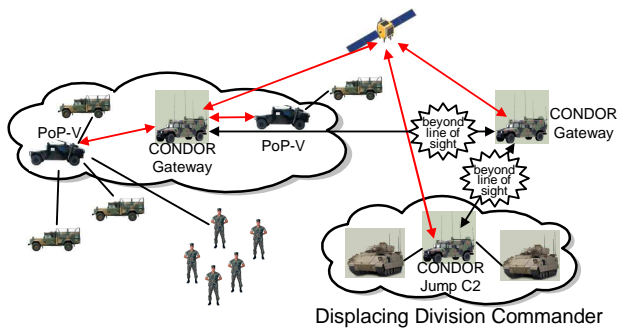 PoP-V
CONDOR
Gateway
PoP-V
beyond
line of
sight
CONDOR
Gateway
beyond
line of
sight
CONDOR
Jump C2
Displacing Division Commander